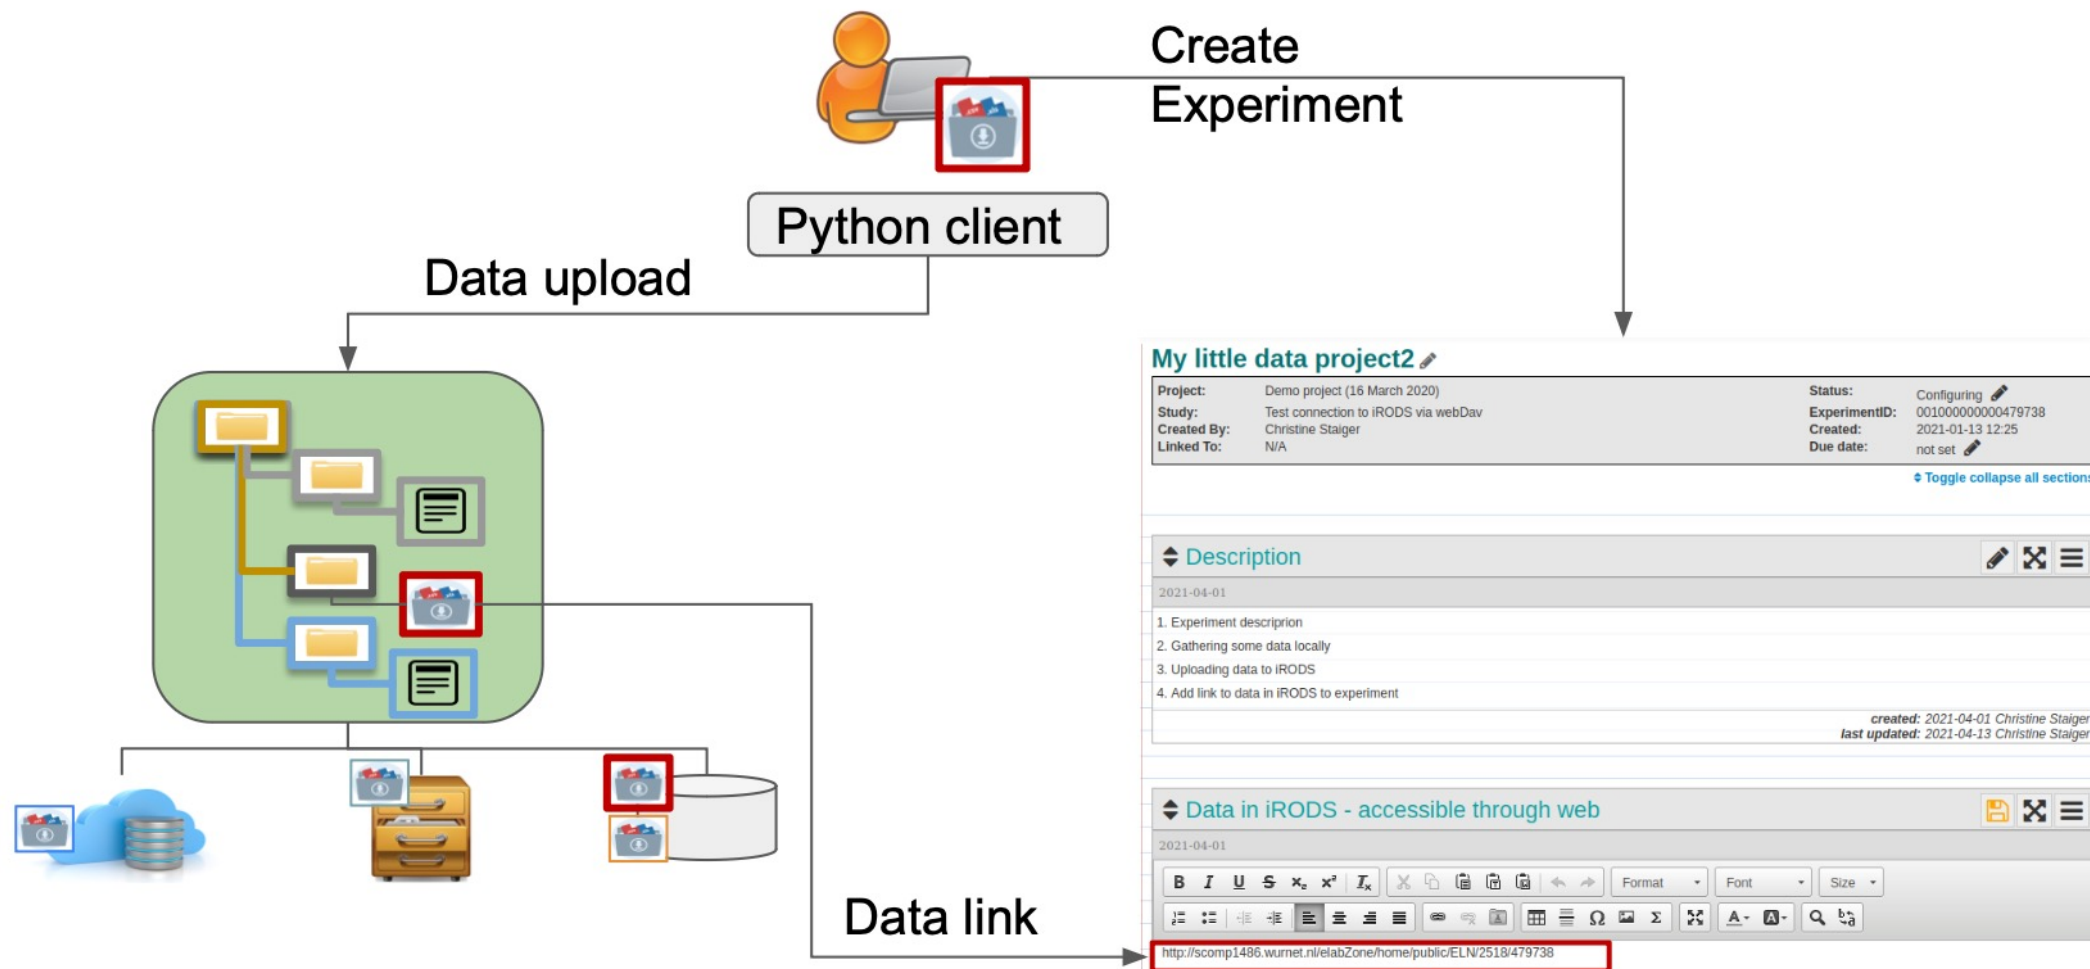 Create
Experiment
Python client
Data upload
My little data project2
Project: Demo project (16 March 2020) Status: Configuring
Study: Test connection to iRODS via webDav ExperimentID: 001000000000479738
Created By: Christine Staiger Created: 2021-01-13 12:25
Linked To: N/A Due date: not set
Toggle collapse all sections
Description
2021-04-01
1. Experiment descriprion
2. Gathering some data locally
3. Uploading data to iRODS
4. Add link to data in iRODS to experiment
created: 2021-04-01 Christine Staiger
last updated: 2021-04-13 Christine Staiger
Data in iRODS - accessible through web
2021-04-01
B I U S x₂ x² Ix Format Font Size
Ω Σ A A
Data link
http://scomp1486.wurnet.nl/elabZone/home/public/ELN/2518/479738